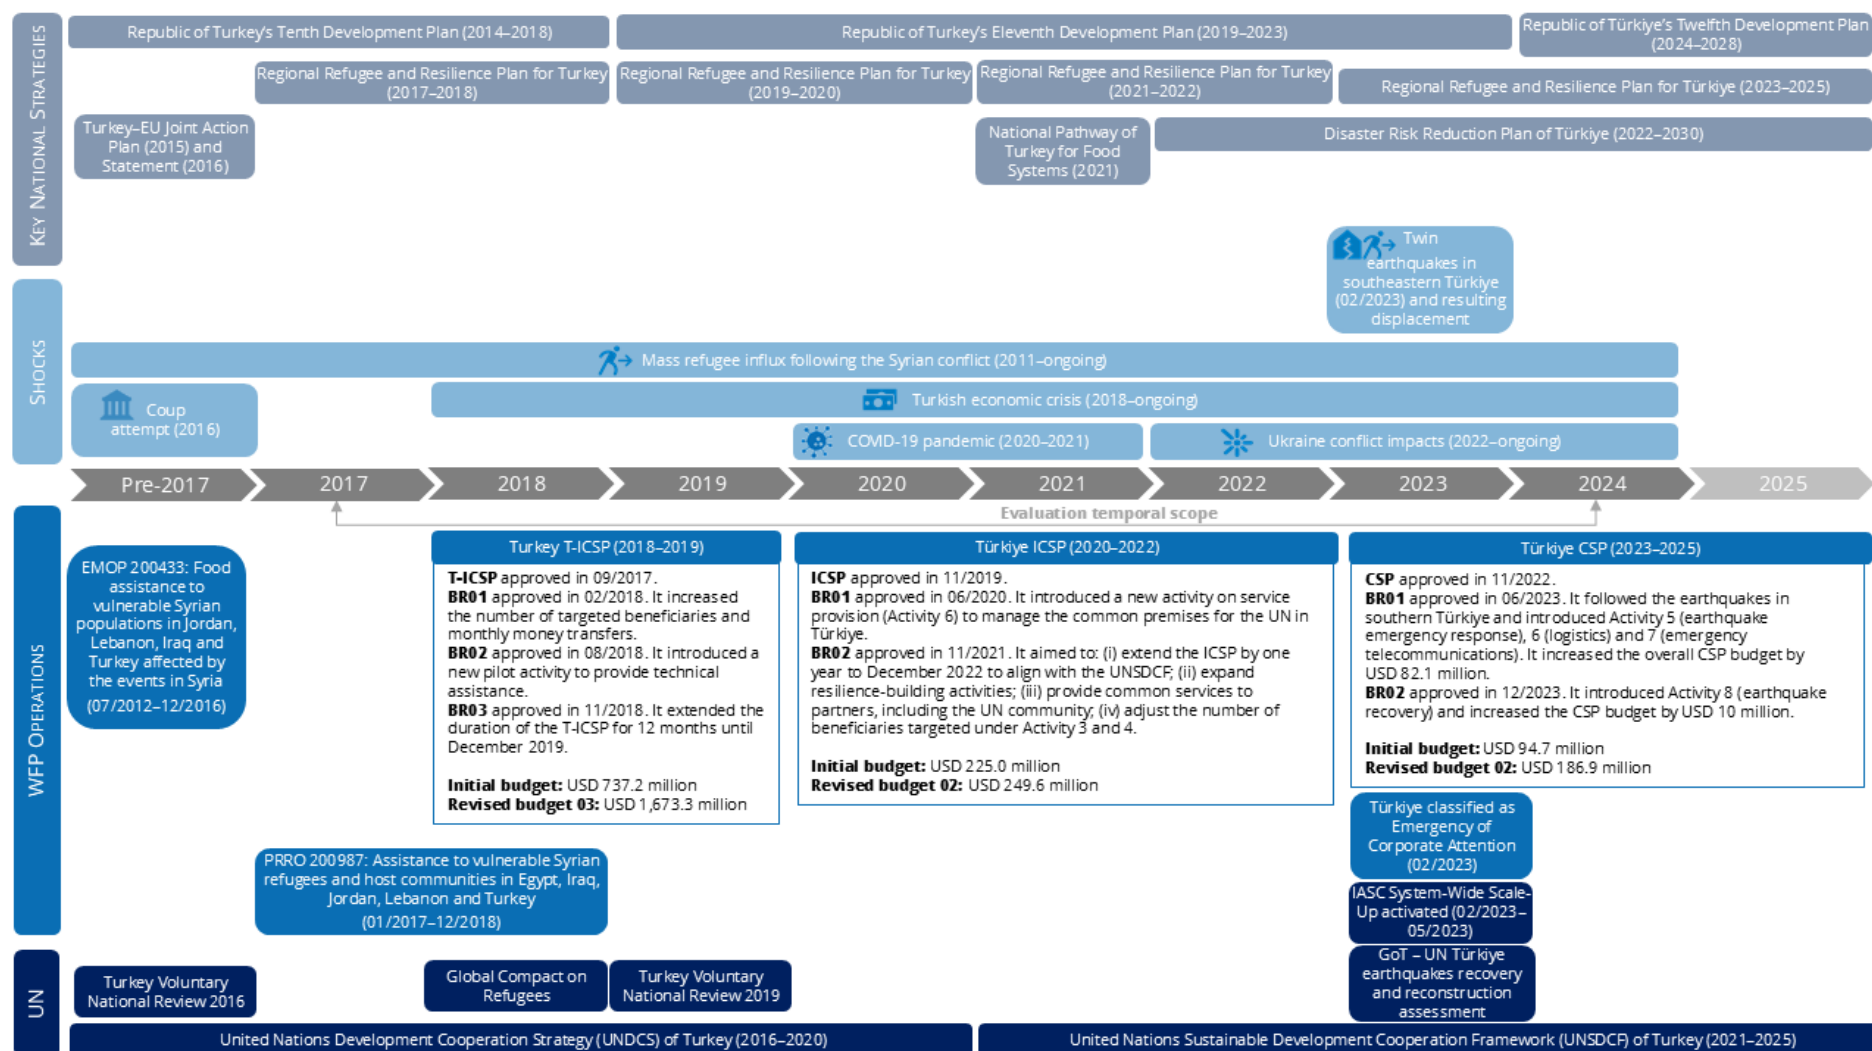 KEY NATIONAL STRATEGIES
Republic of Turkey's Tenth Development Plan (2014–2018)
Republic of Turkey's Eleventh Development Plan (2019–2023)
Republic of Türkiye's Twelfth Development Plan
(2024–2028)
Regional Refugee and Resilience Plan for Turkey
(2017–2018)
Regional Refugee and Resilience Plan for Turkey
(2019–2020)
Regional Refugee and Resilience Plan for Turkey
(2021–2022)
Regional Refugee and Resilience Plan for Türkiye (2023–2025)
Turkey–EU Joint Action
Plan (2015) and
Statement (2016)
National Pathway of
Turkey for Food
Systems (2021)
Disaster Risk Reduction Plan of Türkiye (2022–2030)
SHOCKS
Twin
earthquakes in
southeastern Türkiye
(02/2023) and resulting
displacement
Mass refugee influx following the Syrian conflict (2011–ongoing)
Coup
attempt (2016)
Turkish economic crisis (2018–ongoing)
COVID-19 pandemic (2020–2021)
Ukraine conflict impacts (2022–ongoing)
Pre-2017
2017
2018
2019
2020
2021
2022
2023
2024
2025
Evaluation temporal scope
WFP OPERATIONS
EMOP 200433: Food
assistance to
vulnerable Syrian
populations in Jordan,
Lebanon, Iraq and
Turkey affected by
the events in Syria
(07/2012–12/2016)
Turkey T-ICSP (2018–2019)
T-ICSP approved in 09/2017.
BR01 approved in 02/2018. It increased
the number of targeted beneficiaries and
monthly money transfers.
BR02 approved in 08/2018. It introduced a
new pilot activity to provide technical
assistance.
BR03 approved in 11/2018. It extended the
duration of the T-ICSP for 12 months until
December 2019.
Initial budget: USD 737.2 million
Revised budget 03: USD 1,673.3 million
Türkiye ICSP (2020–2022)
ICSP approved in 11/2019.
BR01 approved in 06/2020. It introduced a new activity on service
provision (Activity 6) to manage the common premises for the UN in
Türkiye.
BR02 approved in 11/2021. It aimed to: (i) extend the ICSP by one
year to December 2022 to align with the UNSDCF; (ii) expand
resilience-building activities; (iii) provide common services to
partners, including the UN community; (iv) adjust the number of
beneficiaries targeted under Activity 3 and 4.
Initial budget: USD 225.0 million
Revised budget 02: USD 249.6 million
Türkiye CSP (2023–2025)
CSP approved in 11/2022.
BR01 approved in 06/2023. It followed the earthquakes in
southern Türkiye and introduced Activity 5 (earthquake
emergency response), 6 (logistics) and 7 (emergency
telecommunications). It increased the overall CSP budget by
USD 82.1 million.
BR02 approved in 12/2023. It introduced Activity 8 (earthquake
recovery) and increased the CSP budget by USD 10 million.
Initial budget: USD 94.7 million
Revised budget 02: USD 186.9 million
Türkiye classified as
Emergency of
Corporate Attention
(02/2023)
PRRO 200987: Assistance to vulnerable Syrian
refugees and host communities in Egypt, Iraq,
Jordan, Lebanon and Turkey
(01/2017–12/2018)
IASC System-Wide Scale-
Up activated (02/2023–
05/2023)
UN
Turkey Voluntary
National Review 2016
Global Compact on
Refugees
Turkey Voluntary
National Review 2019
GoT – UN Türkiye
earthquakes recovery
and reconstruction
assessment
United Nations Development Cooperation Strategy (UNDCS) of Turkey (2016–2020)
United Nations Sustainable Development Cooperation Framework (UNSDCF) of Turkey (2021–2025)